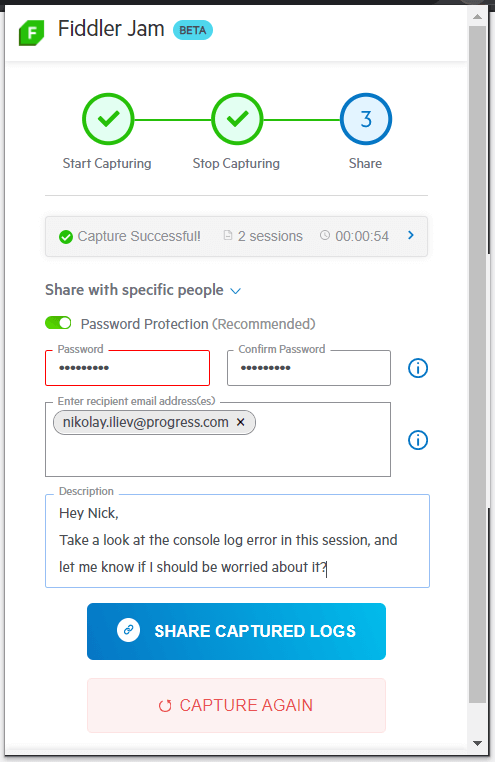 F
Fiddler Jam BETA
3
Start Capturing Stop Capturing Share
Capture Successful! 2 sessions 00:00:54
Share with specific people
Password Protection (Recommended)
Password Confirm Password
••••••••• •••••••••
Enter recipient email address(es)
nikolay.iliev@progress.com ×
Description
Hey Nick,
Take a look at the console log error in this session, and
let me know if I should be worried about it?
SHARE CAPTURED LOGS
CAPTURE AGAIN